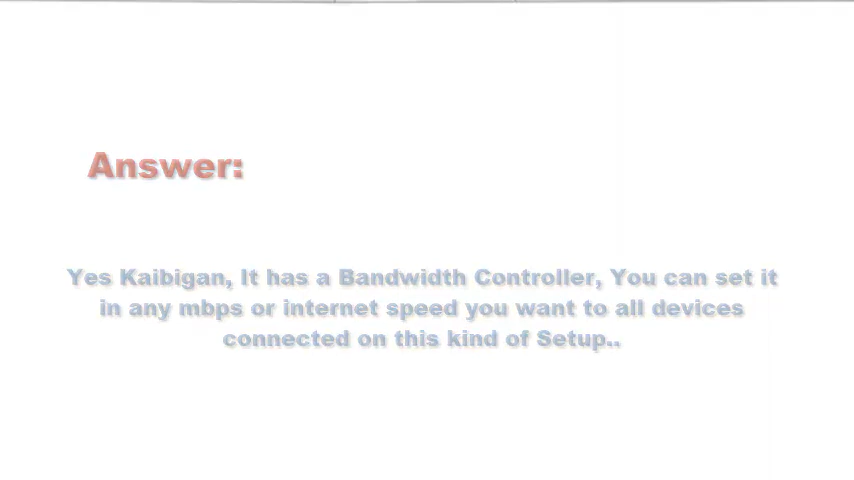 Answer:
Yes Kaibigan, It has a Bandwidth Controller, You can set it
in any mbps or internet speed you want to all devices
connected on this kind of Setup..